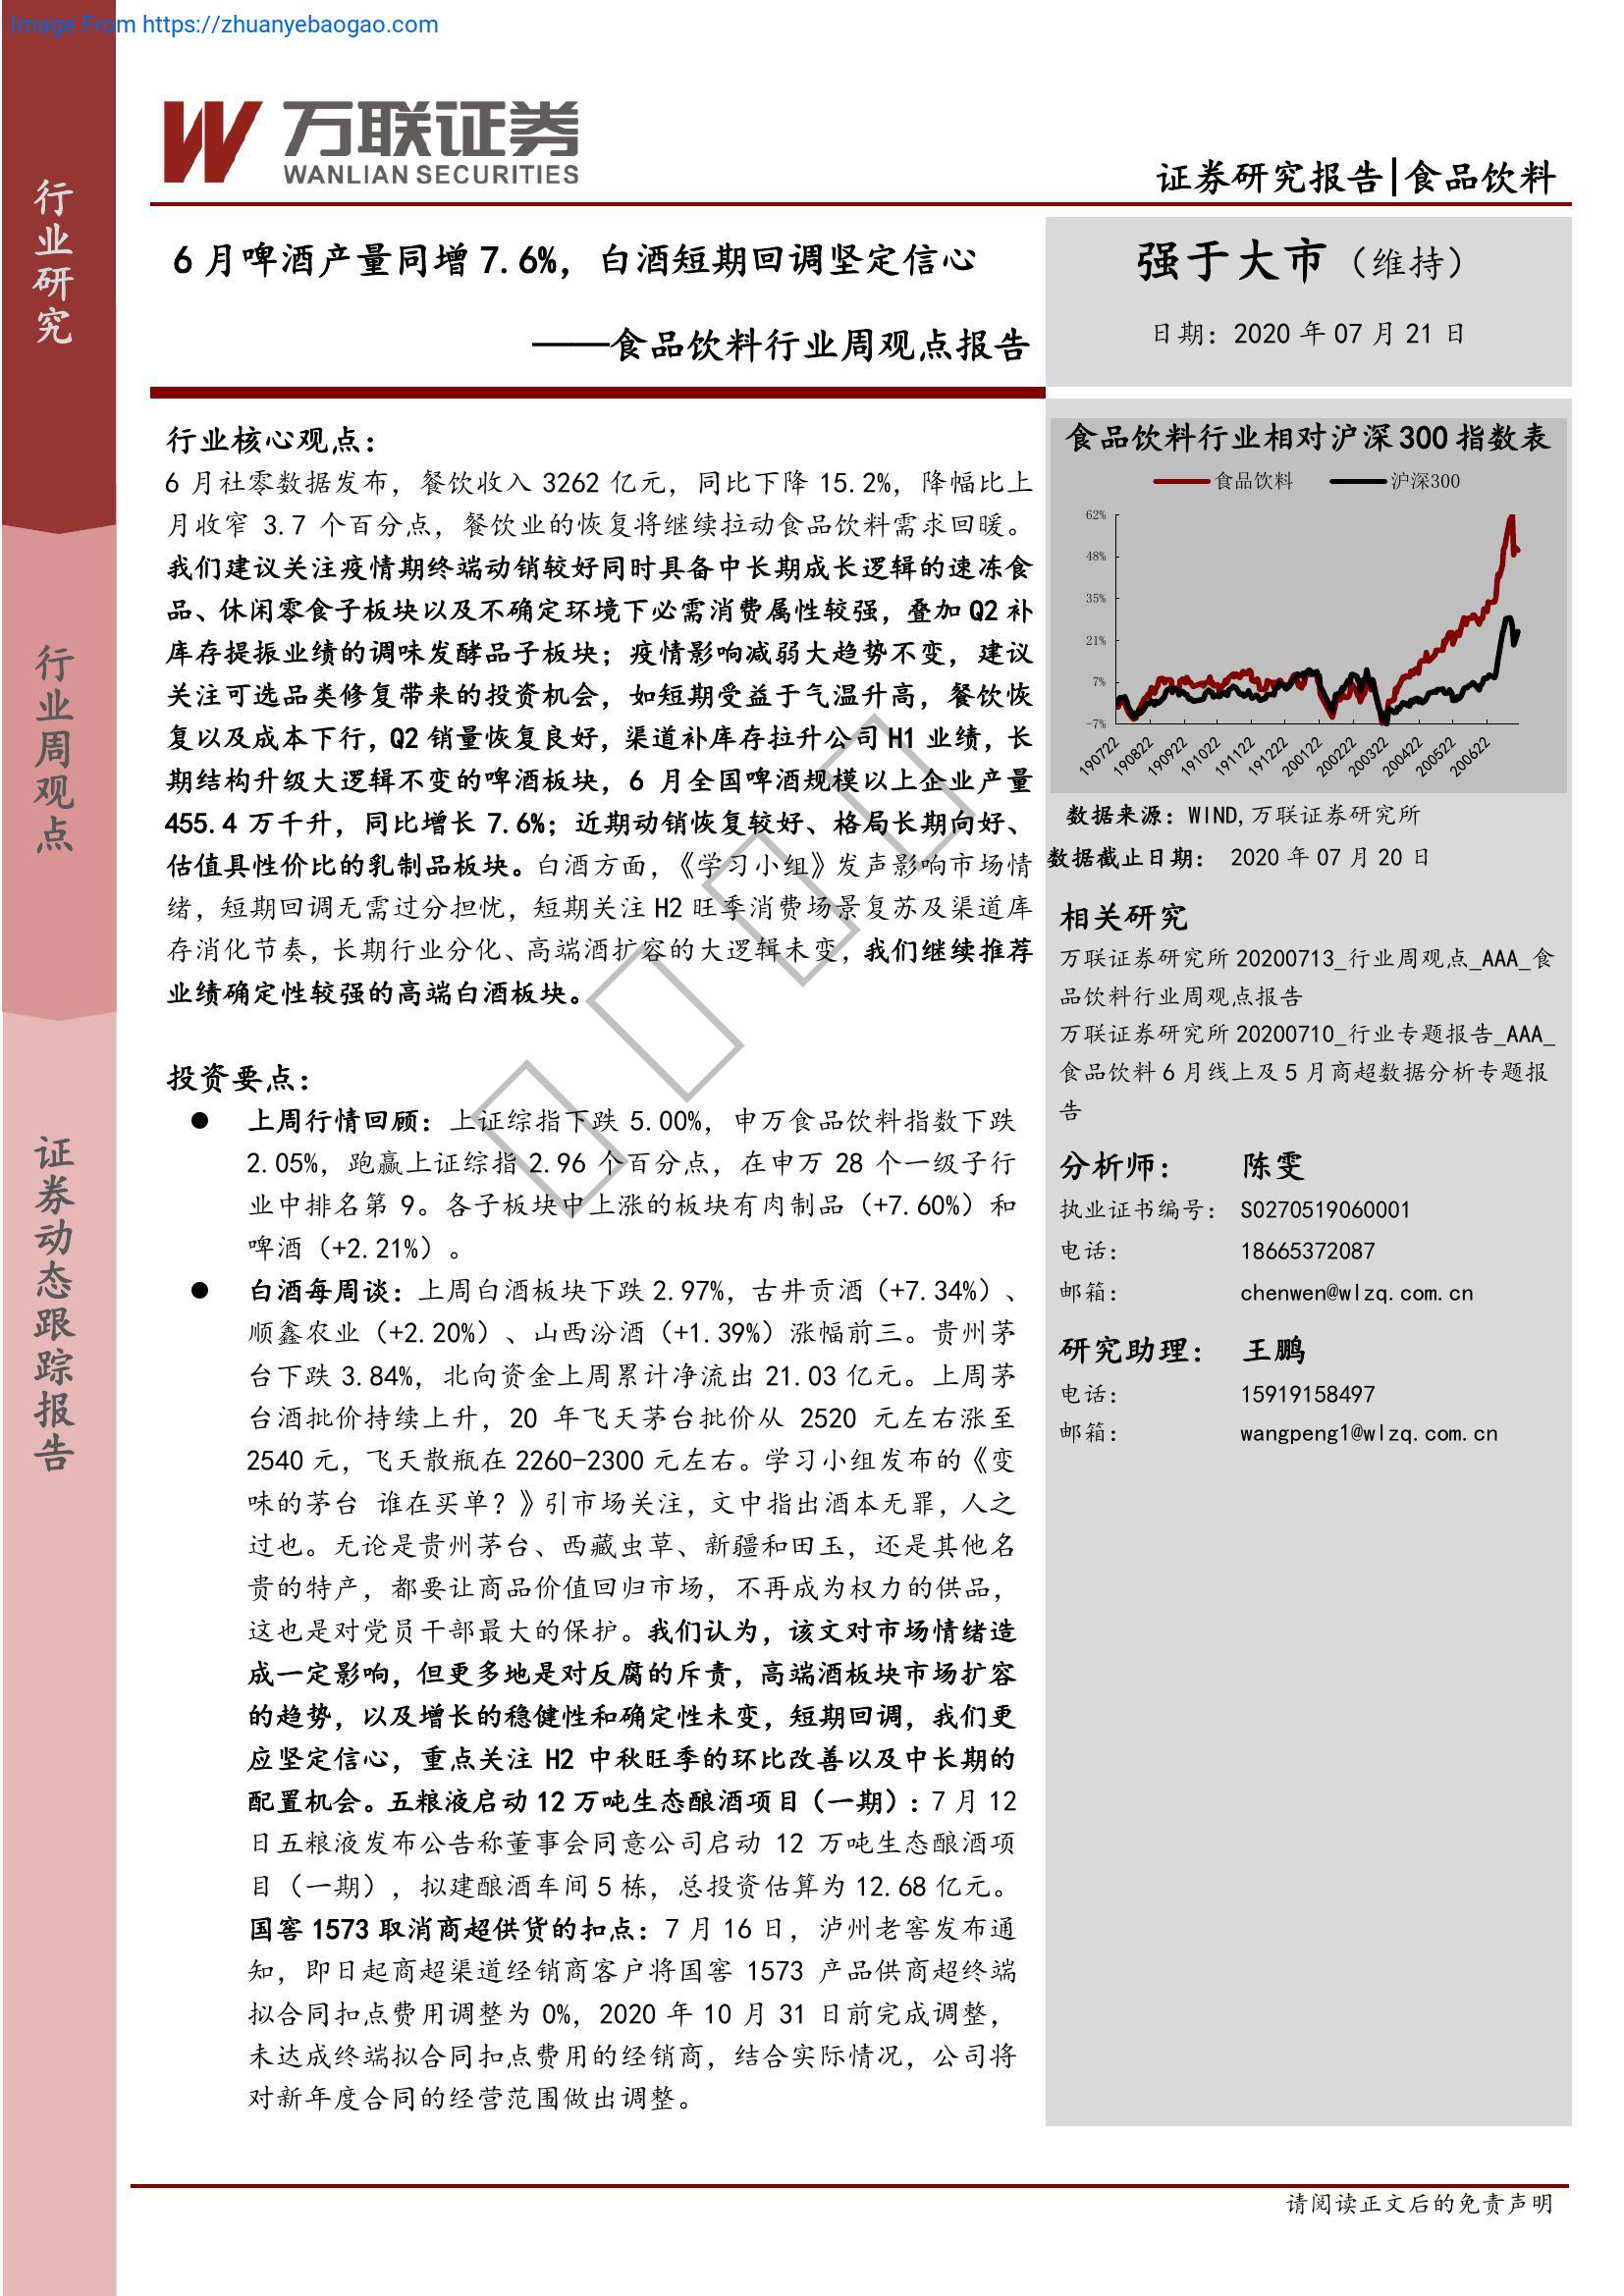 Image From https://zhuanyebaogao.com
万联证券
WANLIAN SECURITIES
证券研究报告|食品饮料
行业研究
行业周观点
证券动态跟踪报告
6 月啤酒产量同增 7.6%，白酒短期回调坚定信心
——食品饮料行业周观点报告
强于大市（维持）
日期：2020 年 07 月 21 日
行业核心观点：
6 月社零数据发布，餐饮收入 3262 亿元，同比下降 15.2%，降幅比上
月收窄 3.7 个百分点，餐饮业的恢复将继续拉动食品饮料需求回暖。
我们建议关注疫情期终端动销较好同时具备中长期成长逻辑的速冻食
品、休闲零食子板块以及不确定环境下必需消费属性较强，叠加 Q2 补
库存提振业绩的调味发酵品子板块；疫情影响减弱大趋势不变，建议
关注可选品类修复带来的投资机会，如短期受益于气温升高，餐饮恢
复以及成本下行，Q2 销量恢复良好，渠道补库存拉升公司 H1 业绩，长
期结构升级大逻辑不变的啤酒板块，6 月全国啤酒规模以上企业产量
455.4 万千升，同比增长 7.6%；近期动销恢复较好、格局长期向好、
估值具性价比的乳制品板块。白酒方面，《学习小组》发声影响市场情
绪，短期回调无需过分担忧，短期关注 H2 旺季消费场景复苏及渠道库
存消化节奏，长期行业分化、高端酒扩容的大逻辑未变，我们继续推荐
业绩确定性较强的高端白酒板块。
投资要点：
● 上周行情回顾：上证综指下跌 5.00%，申万食品饮料指数下跌
2.05%，跑赢上证综指 2.96 个百分点，在申万 28 个一级子行
业中排名第 9。各子板块中上涨的板块有肉制品（+7.60%）和
啤酒（+2.21%）。
● 白酒每周谈：上周白酒板块下跌 2.97%，古井贡酒（+7.34%）、
顺鑫农业（+2.20%）、山西汾酒（+1.39%）涨幅前三。贵州茅
台下跌 3.84%，北向资金上周累计净流出 21.03 亿元。上周茅
台酒批价持续上升，20 年飞天茅台批价从 2520 元左右涨至
2540 元，飞天散瓶在 2260-2300 元左右。学习小组发布的《变
味的茅台 谁在买单？》引市场关注，文中指出酒本无罪，人之
过也。无论是贵州茅台、西藏虫草、新疆和田玉，还是其他名
贵的特产，都要让商品价值回归市场，不再成为权力的供品，
这也是对党员干部最大的保护。我们认为，该文对市场情绪造
成一定影响，但更多地是对反腐的斥责，高端酒板块市场扩容
的趋势，以及增长的稳健性和确定性未变，短期回调，我们更
应坚定信心，重点关注 H2 中秋旺季的环比改善以及中长期的
配置机会。五粮液启动 12 万吨生态酿酒项目（一期）：7 月 12
日五粮液发布公告称董事会同意公司启动 12 万吨生态酿酒项
目（一期），拟建酿酒车间 5 栋，总投资估算为 12.68 亿元。
国窖 1573 取消商超供货的扣点：7 月 16 日，泸州老窖发布通
知，即日起商超渠道经销商客户将国窖 1573 产品供商超终端
拟合同扣点费用调整为 0%，2020 年 10 月 31 日前完成调整，
未达成终端拟合同扣点费用的经销商，结合实际情况，公司将
对新年度合同的经营范围做出调整。
食品饮料行业相对沪深 300 指数表
食品饮料 沪深300
62%
48%
35%
21%
7%
-7%
190722 190822 190922 191022 191122 191222 200122 200222 200322 200422 200522 200622
数据来源：WIND,万联证券研究所
数据截止日期： 2020 年 07 月 20 日
相关研究
万联证券研究所 20200713_行业周观点_AAA_食
品饮料行业周观点报告
万联证券研究所 20200710_行业专题报告_AAA_
食品饮料 6 月线上及 5 月商超数据分析专题报
告
分析师： 陈雯
执业证书编号： S0270519060001
电话： 18665372087
邮箱： chenwen@wlzq.com.cn
研究助理： 王鹏
电话： 15919158497
邮箱： wangpeng1@wlzq.com.cn
请阅读正文后的免责声明